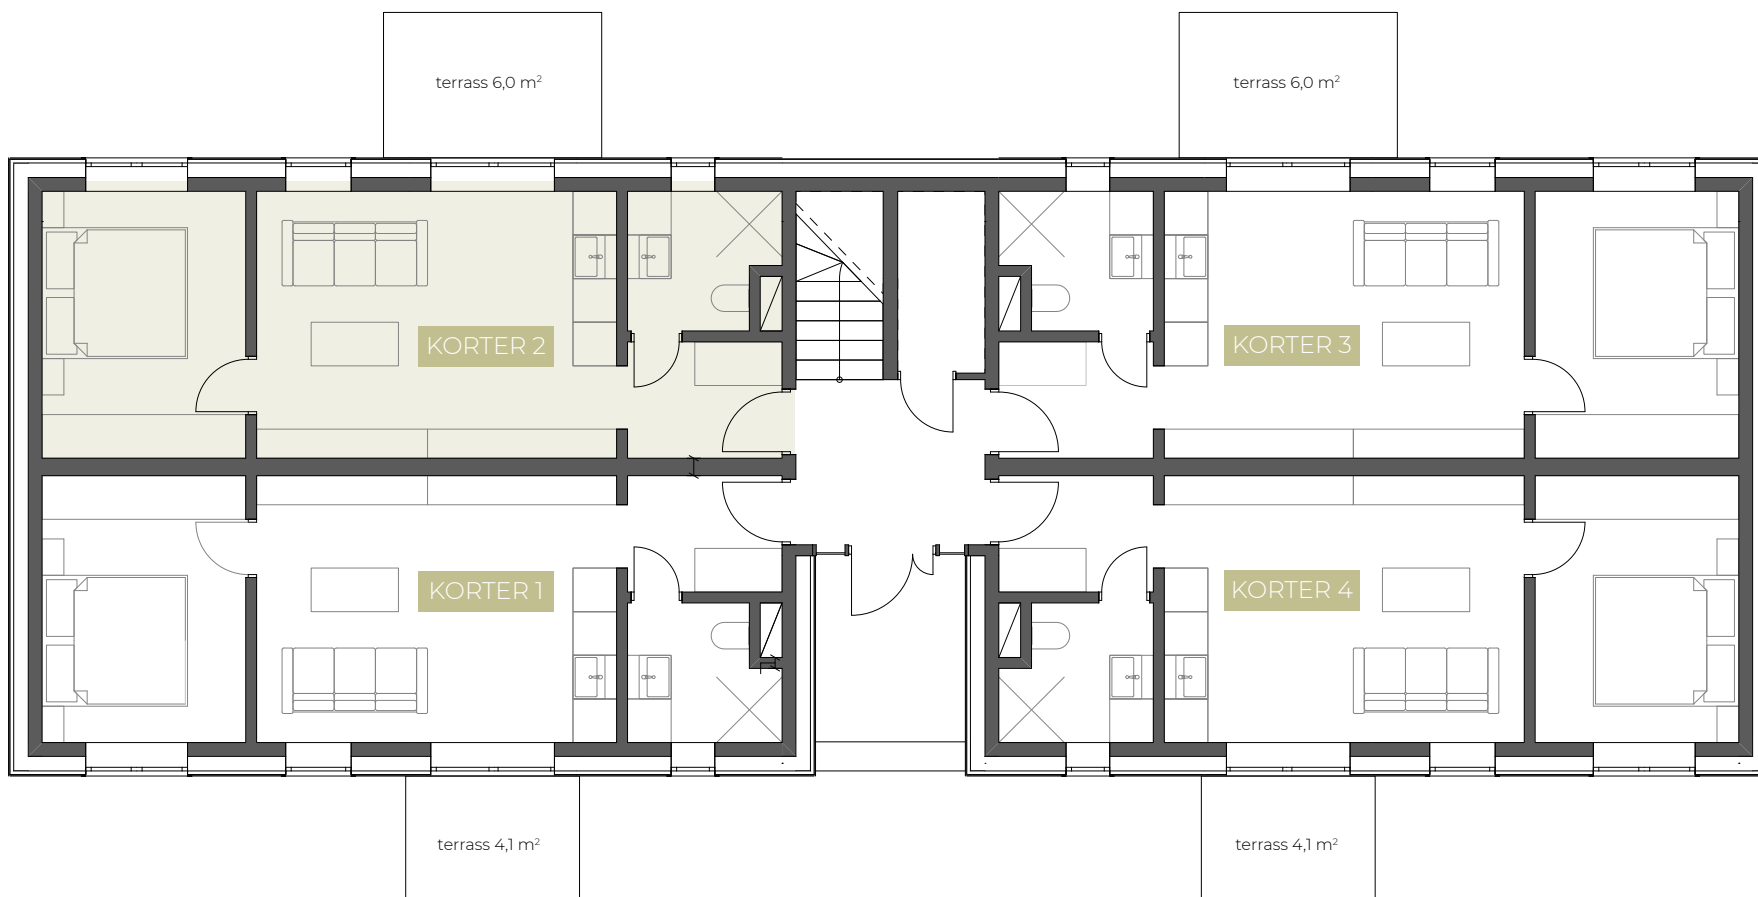 terrass 6,0 m²
terrass 6,0 m²
KORTER 2
KORTER 3
KORTER 1
KORTER 4
terrass 4,1 m²
terrass 4,1 m²